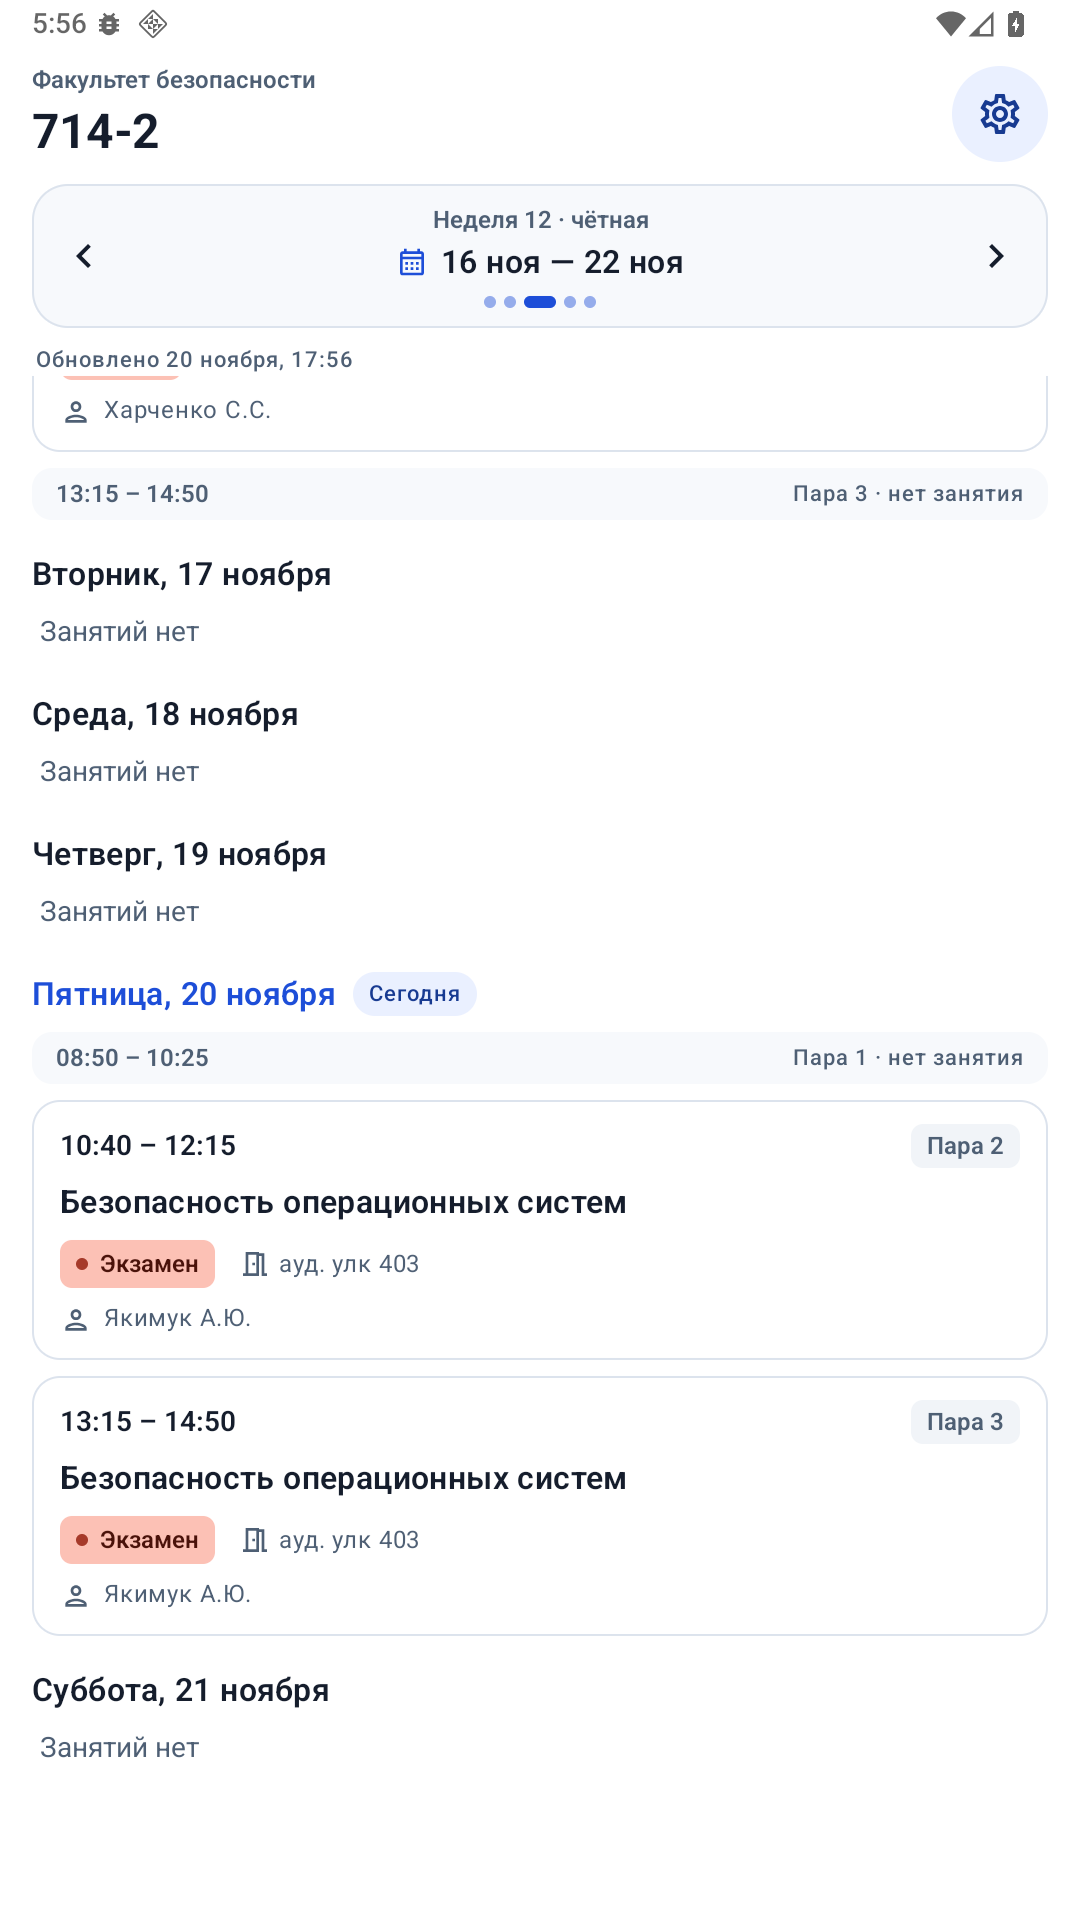 5:56
Факультет безопасности
714-2
Неделя 12 · чётная
16 ноя — 22 ноя
Обновлено 20 ноября, 17:56
Харченко С.С.
13:15 – 14:50 Пара 3 · нет занятия
Вторник, 17 ноября
Занятий нет
Среда, 18 ноября
Занятий нет
Четверг, 19 ноября
Занятий нет
Пятница, 20 ноября Сегодня
08:50 – 10:25 Пара 1 · нет занятия
10:40 – 12:15 Пара 2
Безопасность операционных систем
Экзамен ауд. улк 403
Якимук А.Ю.
13:15 – 14:50 Пара 3
Безопасность операционных систем
Экзамен ауд. улк 403
Якимук А.Ю.
Суббота, 21 ноября
Занятий нет